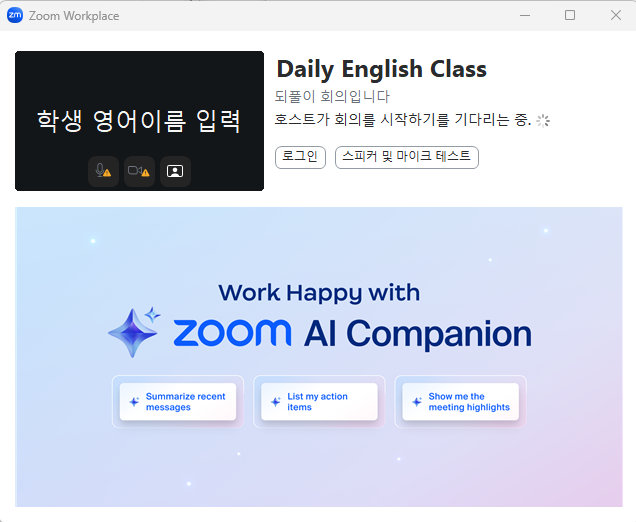 Zoom Workplace
학생 영어이름 입력
Daily English Class
되풀이 회의입니다
호스트가 회의를 시작하기를 기다리는 중.
로그인
스피커 및 마이크 테스트
Work Happy with
zoom AI Companion
Summarize recent
messages
List my action
items
Show me the
meeting highlights